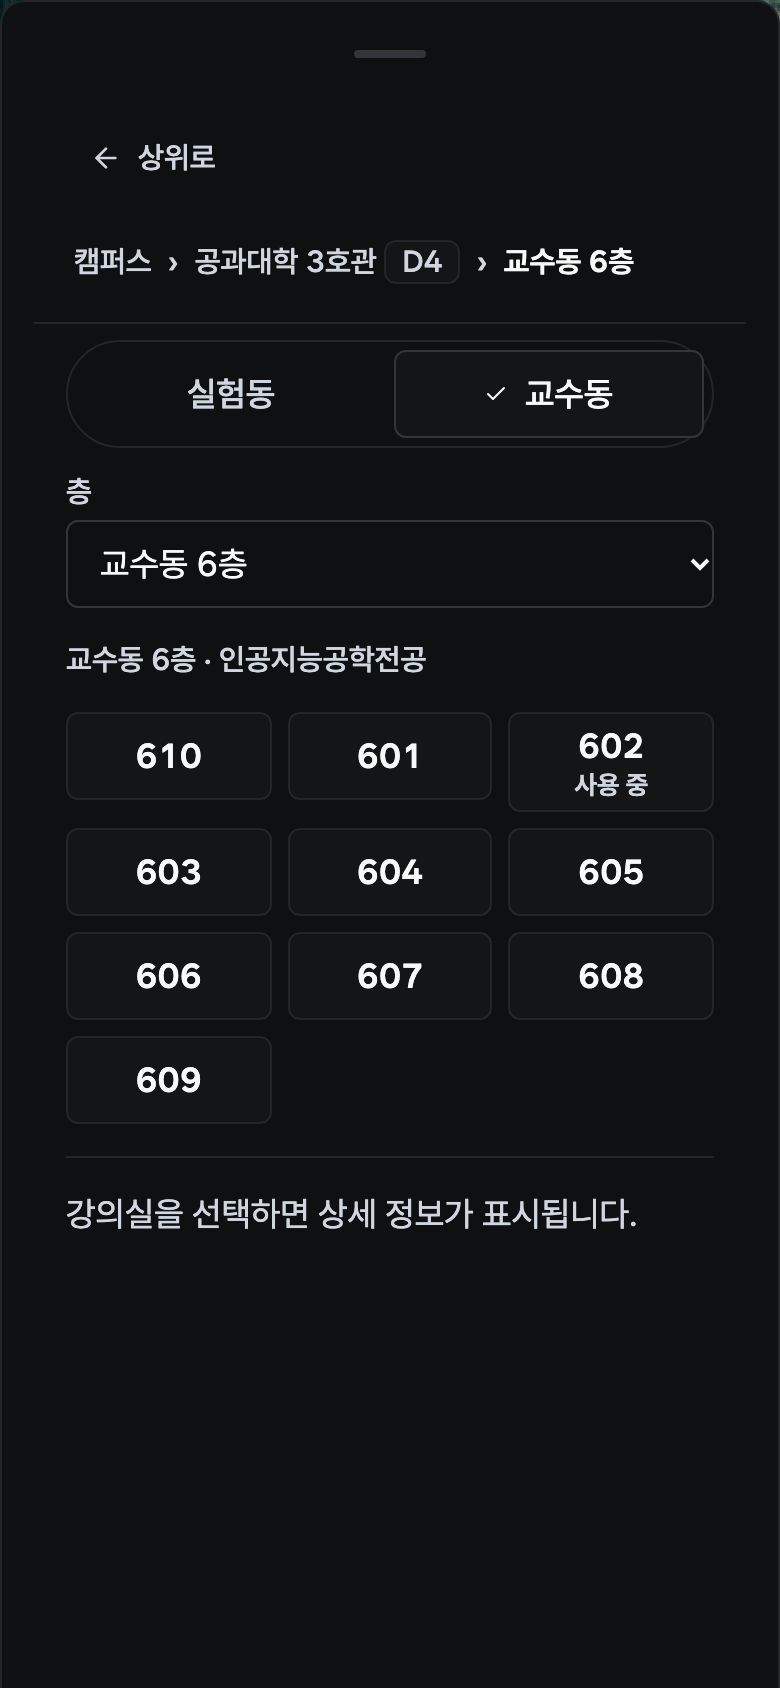 상위로
캠퍼스 › 공과대학 3호관 D4 › 교수동 6층
실험동 ✓ 교수동
층
교수동 6층
교수동 6층 · 인공지능공학전공
610 601 602
사용 중
603 604 605
606 607 608
609
강의실을 선택하면 상세 정보가 표시됩니다.